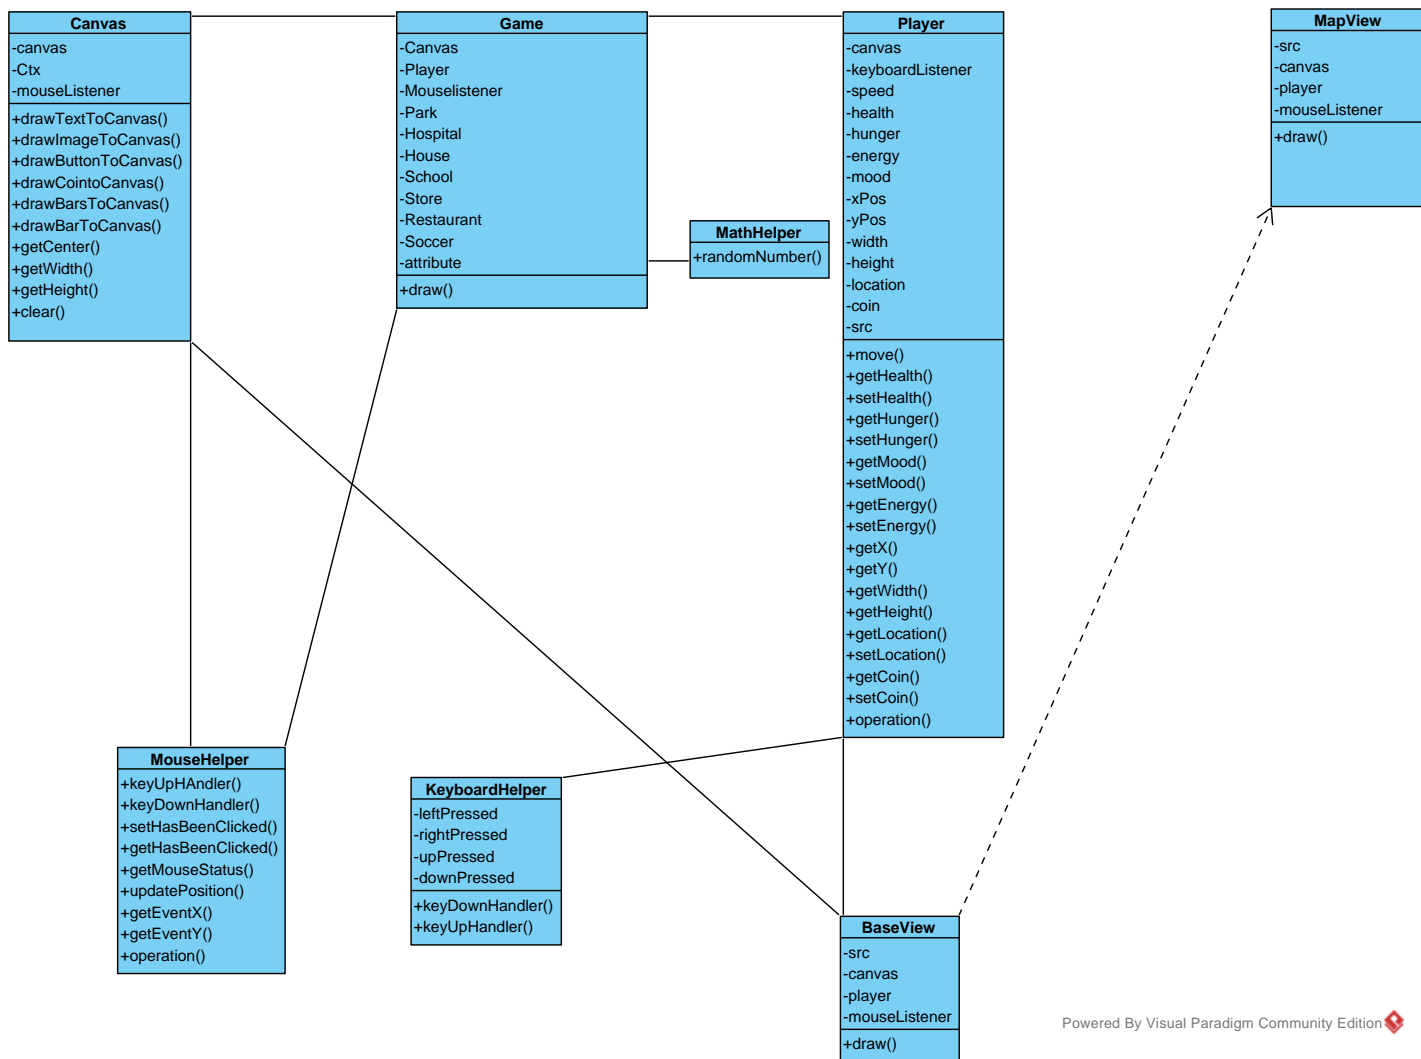 Canvas
-canvas
-Ctx
-mouseListener
+drawTextToCanvas()
+drawImageToCanvas()
+drawButtonToCanvas()
+drawCointoCanvas()
+drawBarsToCanvas()
+drawBarToCanvas()
+getCenter()
+getWidth()
+getHeight()
+clear()
Game
-Canvas
-Player
-Mouselistener
-Park
-Hospital
-House
-School
-Store
-Restaurant
-Soccer
-attribute
+draw()
MathHelper
+randomNumber()
Player
-canvas
-keyboardListener
-speed
-health
-hunger
-energy
-mood
-xPos
-yPos
-width
-height
-location
-coin
-src
+move()
+getHealth()
+setHealth()
+getHunger()
+setHunger()
+getMood()
+setMood()
+getEnergy()
+setEnergy()
+getX()
+getY()
+getWidth()
+getHeight()
+getLocation()
+setLocation()
+getCoin()
+setCoin()
+operation()
MapView
-src
-canvas
-player
-mouseListener
+draw()
MouseHelper
+keyUpHAndler()
+keyDownHandler()
+setHasBeenClicked()
+getHasBeenClicked()
+getMouseStatus()
+updatePosition()
+getEventX()
+getEventY()
+operation()
KeyboardHelper
-leftPressed
-rightPressed
-upPressed
-downPressed
+keyDownHandler()
+keyUpHandler()
BaseView
-src
-canvas
-player
-mouseListener
+draw()
Powered By Visual Paradigm Community Edition